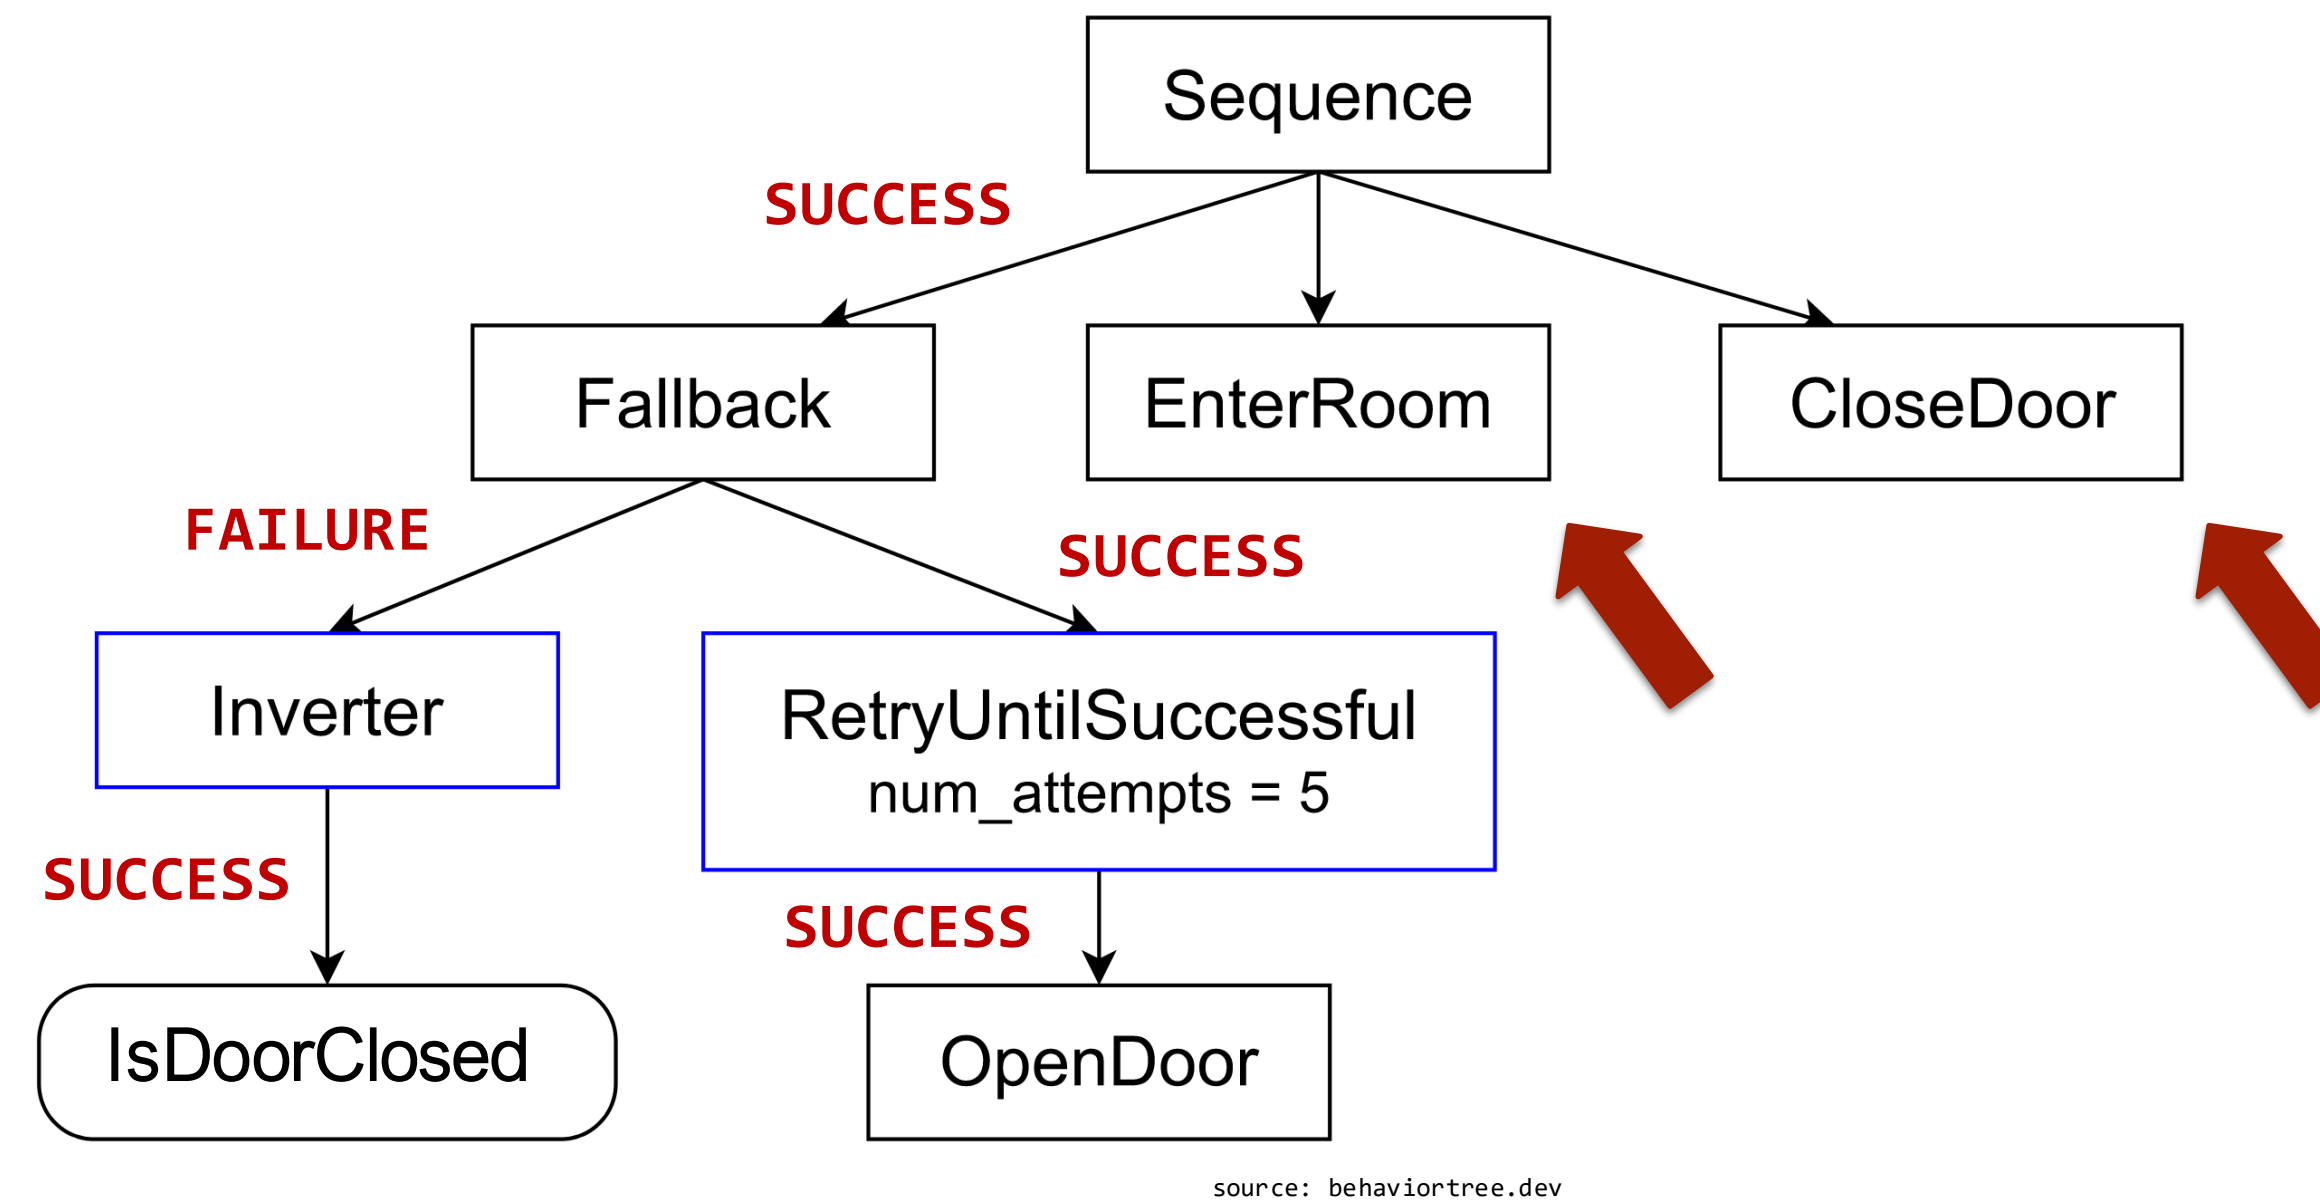 Sequence
SUCCESS
Fallback
EnterRoom
CloseDoor
FAILURE
SUCCESS
Inverter
RetryUntilSuccessful
num_attempts = 5
SUCCESS
SUCCESS
IsDoorClosed
OpenDoor
source: behaviortree.dev